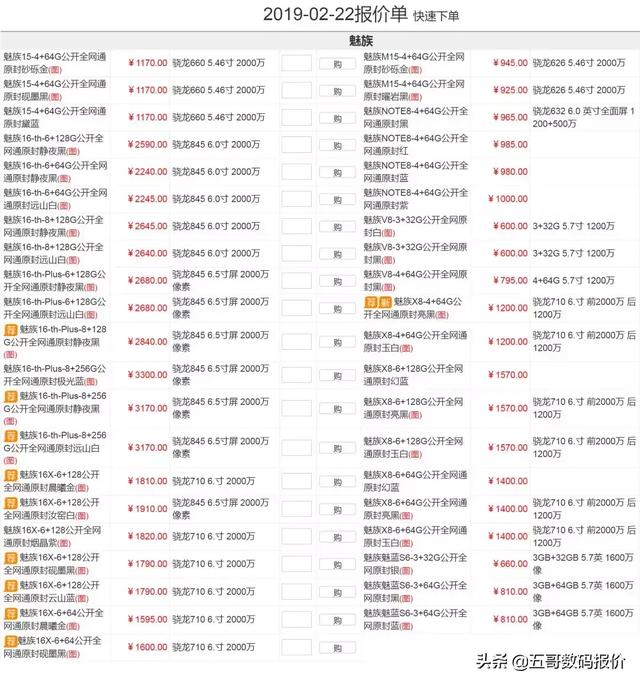 2019-02-22报价单 快速下单
魅族
魅族15-4+64G公开全网通
原封砂砾金(图)
￥1170.00
骁龙660 5.46寸 2000万
购
魅族M15-4+64G公开全网
通原封砂砾金(图)
￥945.00
骁龙626 5.46寸 2000万
魅族15-4+64G公开全网通
原封砚墨黑(图)
￥1170.00
骁龙660 5.46寸 2000万
购
魅族M15-4+64G公开全网
通原封曜岩黑(图)
￥925.00
骁龙626 5.46寸 2000万
魅族15-4+64G公开全网通
原封黛蓝
￥1170.00
骁龙660 5.46寸 2000万
购
魅族NOTE8-4+64G公开全
网通原封黑
￥965.00
骁龙632 6.0 英寸全面屏 1
200+500万
魅族16-th-6+128G公开全
网通原封静夜黑(图)
￥2590.00
骁龙845 6.0寸 2000万
购
魅族NOTE8-4+64G公开全
网通原封红
￥985.00
魅族16-th-6+64G公开全
网通原封静夜黑(图)
￥2240.00
骁龙845 6.0寸 2000万
购
魅族NOTE8-4+64G公开全
网通原封蓝
￥980.00
魅族16-th-6+64G公开全
网通原封远山白(图)
￥2245.00
骁龙845 6.0寸 2000万
购
魅族NOTE8-4+64G公开全
网通原封紫
￥1000.00
魅族16-th-8+128G公开全
网通原封静夜黑(图)
￥2645.00
骁龙845 6.0寸 2000万
购
魅族V8-3+32G公开全网原
封白(图)
￥600.00
3+32G 5.7寸 1200万
魅族16-th-8+128G公开全
网通原封远山白(图)
￥2640.00
骁龙845 6.0寸 2000万
购
魅族V8-3+32G公开全网原
封黑(图)
￥600.00
3+32G 5.7寸 1200万
魅族16-th-Plus-6+128G公
开全网通原封静夜黑(图)
￥2680.00
骁龙845 6.5寸屏 2000万
像素
购
魅族V8-4+64G公开全网原
封黑(图)
￥795.00
4+64G 5.7寸 1200万
魅族16-th-Plus-6+128G公
开全网通原封远山白(图)
￥2680.00
骁龙845 6.5寸屏 2000万
像素
购
荐 新 魅族X8-4+64G公
开全网通原封亮黑(图)
￥1200.00
骁龙710 6.寸 前2000万 后
1200万
荐 魅族16-th-Plus-8+128
G公开全网通原封静夜黑
(图)
￥2840.00
骁龙845 6.5寸屏 2000万
像素
购
魅族X8-4+64G公开全网通
原封玉白(图)
￥1200.00
骁龙710 6.寸 前2000万 后
1200万
魅族16-th-Plus-8+256G公
开全网通原封极光蓝(图)
￥3300.00
骁龙845 6.5寸屏 2000万
像素
购
魅族X8-6+128G公开全网
通原封幻蓝
￥1570.00
荐 魅族16-th-Plus-8+256
G公开全网通原封静夜黑
(图)
￥3170.00
骁龙845 6.5寸屏 2000万
像素
购
魅族X8-6+128G公开全网
通原封亮黑(图)
￥1570.00
骁龙710 6.寸 前2000万 后
1200万
荐 魅族16-th-Plus-8+256
G公开全网通原封远山白
(图)
￥3170.00
骁龙845 6.5寸屏 2000万
像素
购
魅族X8-6+128G公开全网
通原封玉白(图)
￥1570.00
骁龙710 6.寸 前2000万 后
1200万
荐 魅族16X-6+128公开
全网通原封晨曦金(图)
￥1810.00
骁龙710 6.寸 2000万
购
魅族X8-6+64G公开全网通
原封幻蓝
￥1400.00
荐 魅族16X-6+128公开
全网通原封汝窑白(图)
￥1910.00
骁龙845 6.5寸屏 2000万
像素
购
魅族X8-6+64G公开全网通
原封亮黑(图)
￥1400.00
骁龙710 6.寸 前2000万 后
1200万
魅族16X-6+128公开全网
通原封烟晶紫(图)
￥1820.00
骁龙710 6.寸 2000万
购
魅族X8-6+64G公开全网通
原封玉白(图)
￥1400.00
骁龙710 6.寸 前2000万 后
1200万
荐 魅族16X-6+128公开
全网通原封砚墨黑(图)
￥1790.00
骁龙710 6.寸 2000万
购
魅族魅蓝S6-3+32G公开全
网原封银(图)
￥660.00
3GB+32GB 5.7英 1600万
像
荐 魅族16X-6+128公开
全网通原封云山蓝(图)
￥1790.00
骁龙710 6.寸 2000万
购
魅族魅蓝S6-3+64G公开全
网原封黑(图)
￥810.00
3GB+64GB 5.7英 1600万
像
荐 魅族16X-6+64公开全
网通原封晨曦金(图)
￥1595.00
骁龙710 6.寸 2000万
购
魅族魅蓝S6-3+64G公开全
网原封蓝(图)
￥810.00
3GB+64GB 5.7英 1600万
像
荐 魅族16X-6+64公开全
网通原封砚墨黑(图)
￥1600.00
骁龙710 6.寸 2000万
购
头条 @五哥数码报价